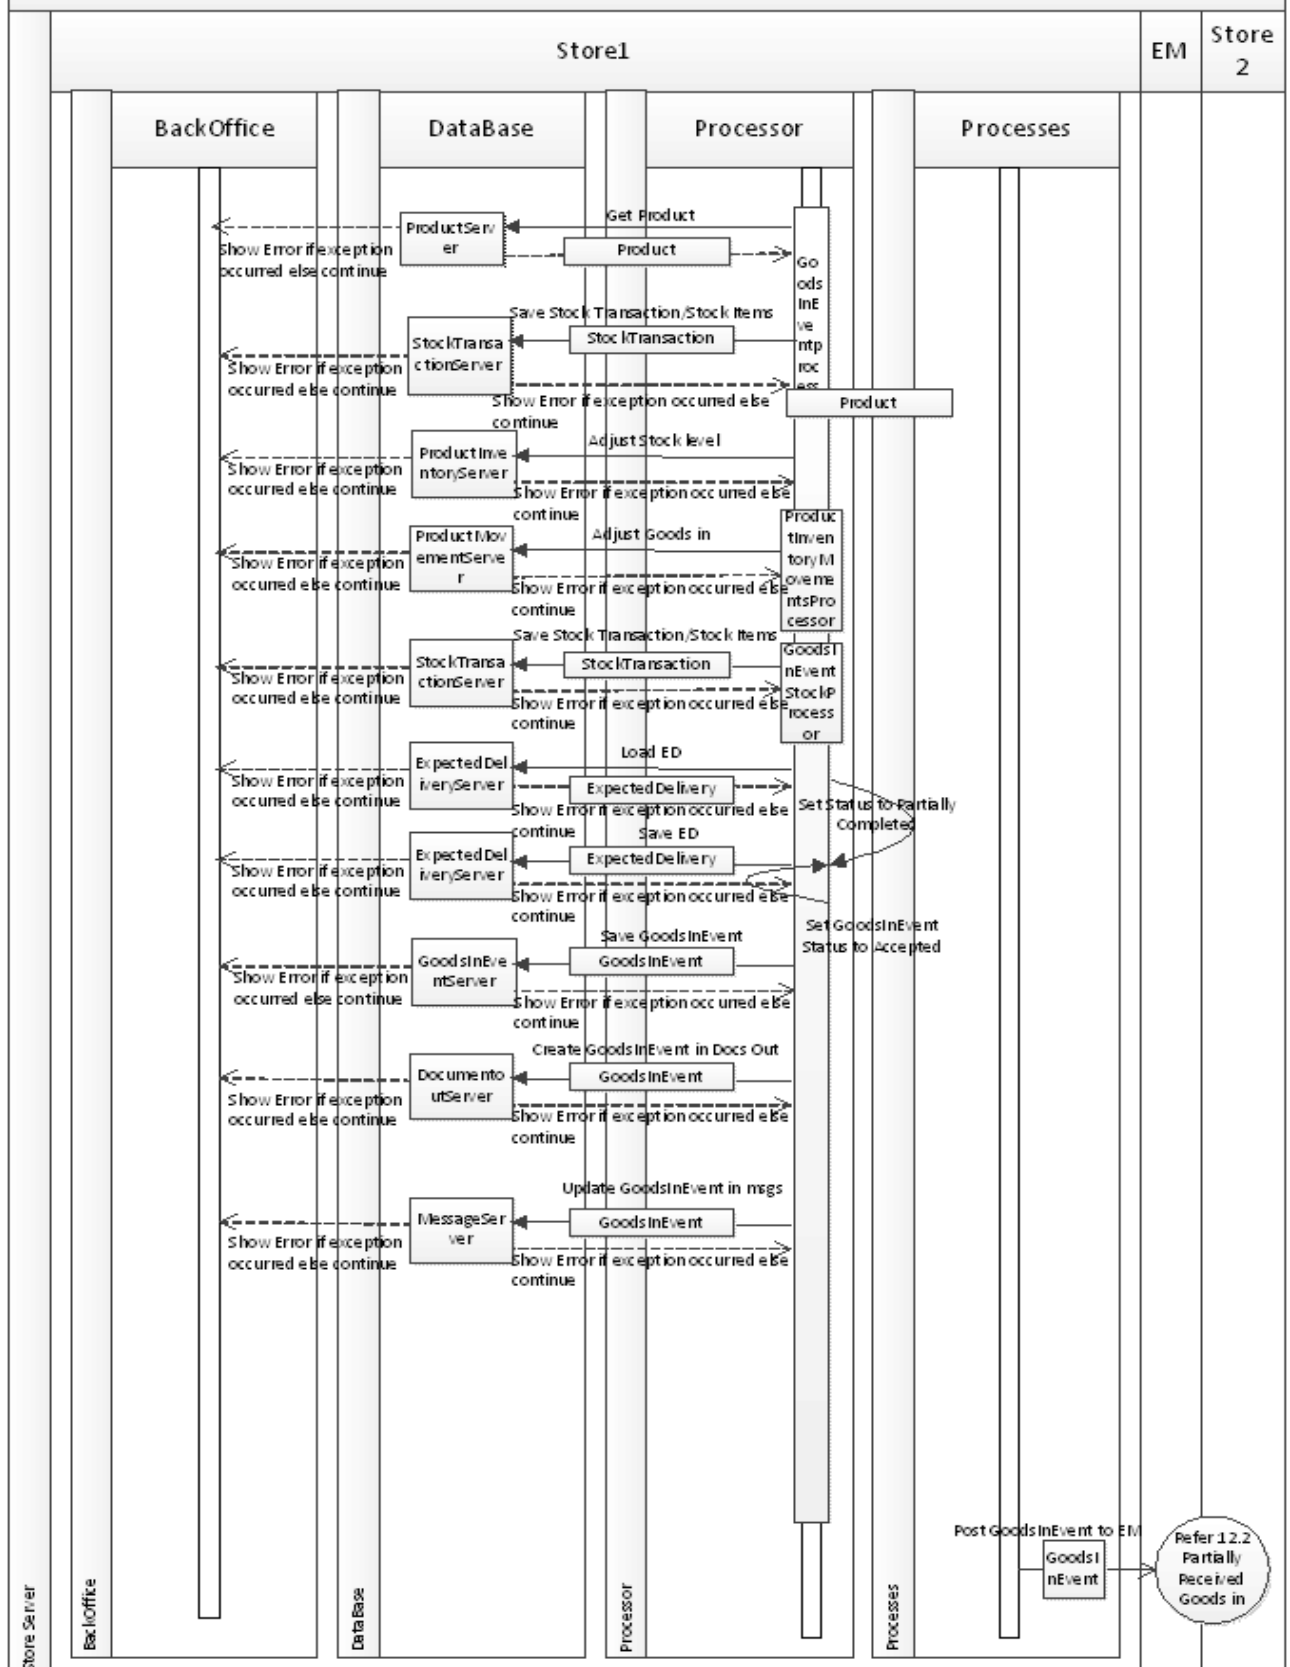 Store1
EM
Store
2
BackOffice
DataBase
Processor
Processes
Get Product
ProductServ
er
Product
Show Error if exception
occurred else continue
Go
ods
InE
ve
ntp
roc
ess
Save Stock Transaction/Stock Items
StockTransaction
StockTransa
ctionServer
Show Error if exception
occurred else continue
Show Error if exception occurred else
continue
Product
Adjust Stock level
ProductInve
ntoryServer
Show Error if exception
occurred else continue
Show Error if exception occurred else
continue
Produc
tInven
toryM
oveme
ntsPro
cessor
Adjust Goods in
ProductMov
ementServe
r
Show Error if exception
occurred else continue
Show Error if exception occurred else
continue
Save Stock Transaction/Stock Items
StockTransaction
StockTransa
ctionServer
Show Error if exception
occurred else continue
Show Error if exception occurred else
continue
GoodsI
nEvent
StockP
rocess
or
Load ED
ExpectedDel
iveryServer
ExpectedDelivery
Show Error if exception
occurred else continue
Show Error if exception occurred else
continue
Set Status to Partially
Completed
Save ED
ExpectedDel
iveryServer
ExpectedDelivery
Show Error if exception
occurred else continue
Show Error if exception occurred else
continue
Set GoodsInEvent
Status to Accepted
Save GoodsInEvent
GoodsInEve
ntServer
GoodsInEvent
Show Error if exception
occurred else continue
Show Error if exception occurred else
continue
Create GoodsInEvent in Docs Out
Documento
utServer
GoodsInEvent
Show Error if exception
occurred else continue
Show Error if exception occurred else
continue
Update GoodsInEvent in msgs
MessageSer
ver
GoodsInEvent
Show Error if exception
occurred else continue
Show Error if exception occurred else
continue
Post GoodsInEvent to EM
GoodsI
nEvent
Refer 12.2
Partially
Received
Goods in
Store Server
BackOffice
DataBase
Processor
Processes